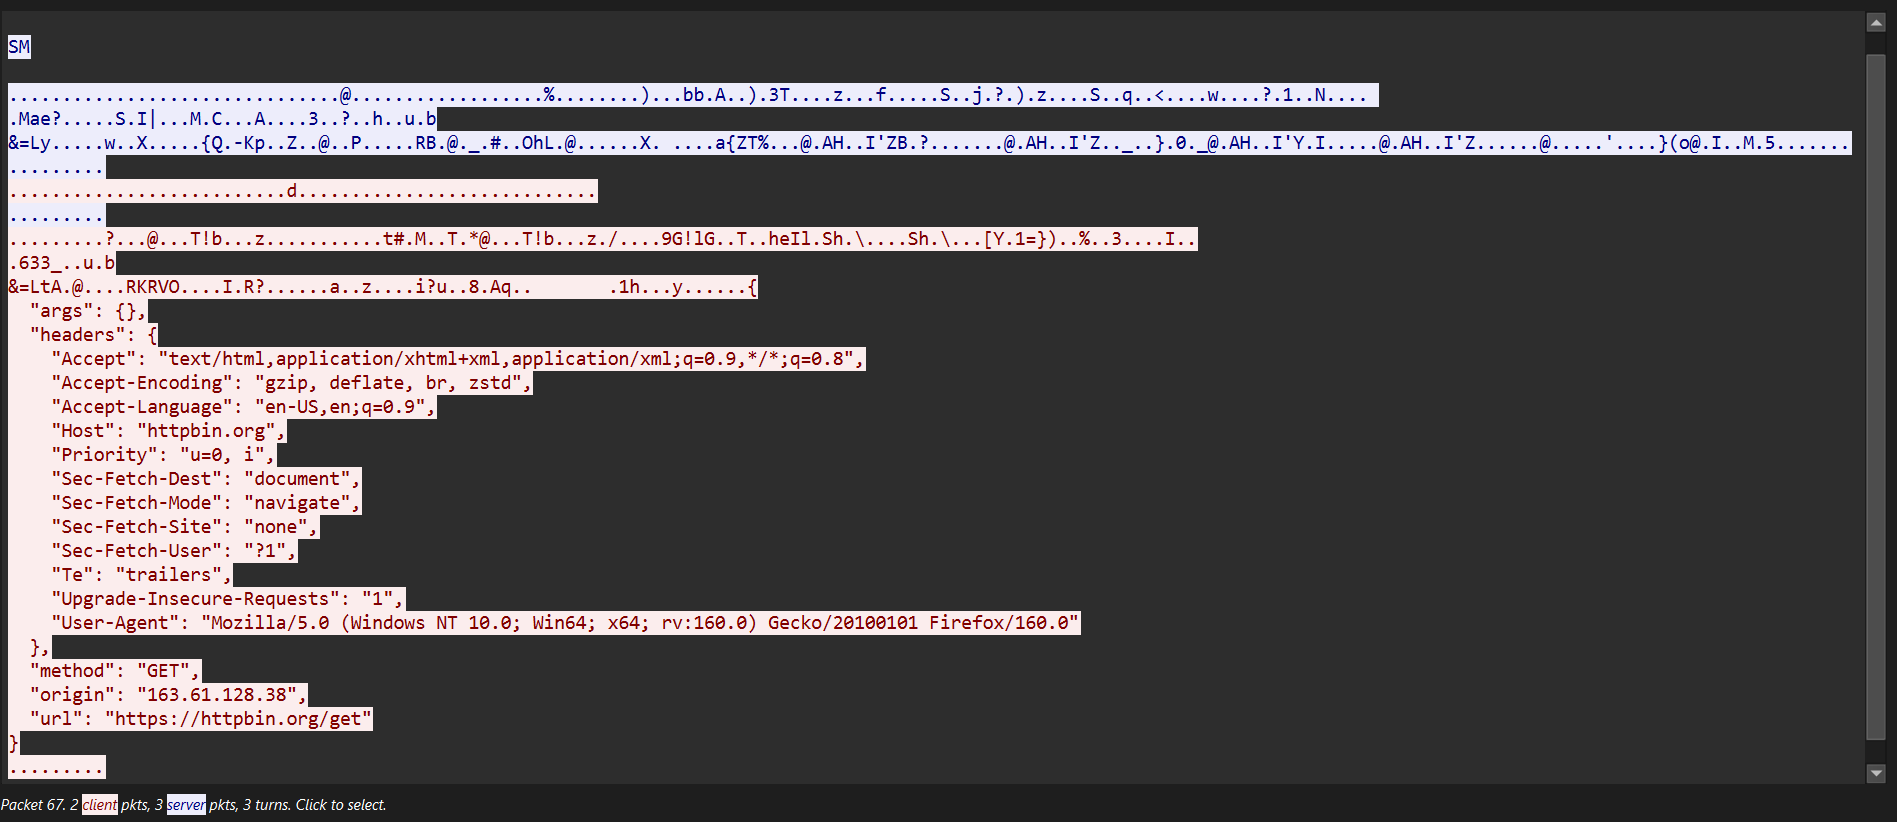 SM
................................@..................%........)...bb.A..).3T....z...f.....S..j.?.).z....S..q..<....w....?.1..N....
.Mae?.....S.I|...M.C...A....3..?..h..u.b
&=Ly.....w..X.....{Q.-Kp..Z..@..P.....RB.@._.#..OhL.@......X. ....a{ZT%...@.AH..I'ZB.?.......@.AH..I'Z.._..}.0._@.AH..I'Y.I.....@.AH..I'Z......@.....'....}(o@.I..M.5.......
.........
..........................d............................
.........
.........?...@...T!b...z...........t#.M..T.*@...T!b...z./....9G!lG..T..heIl.Sh.\....Sh.\...[Y.1=})..%..3....I..
.633_..u.b
&=LtA.@....RKRVO....I.R?......a..z....i?u..8.Aq..	.1h...y......{
  "args": {},
  "headers": {
    "Accept": "text/html,application/xhtml+xml,application/xml;q=0.9,*/*;q=0.8",
    "Accept-Encoding": "gzip, deflate, br, zstd",
    "Accept-Language": "en-US,en;q=0.9",
    "Host": "httpbin.org",
    "Priority": "u=0, i",
    "Sec-Fetch-Dest": "document",
    "Sec-Fetch-Mode": "navigate",
    "Sec-Fetch-Site": "none",
    "Sec-Fetch-User": "?1",
    "Te": "trailers",
    "Upgrade-Insecure-Requests": "1",
    "User-Agent": "Mozilla/5.0 (Windows NT 10.0; Win64; x64; rv:160.0) Gecko/20100101 Firefox/160.0"
  },
  "method": "GET",
  "origin": "163.61.128.38",
  "url": "https://httpbin.org/get"
}
.........
Packet 67. 2 client pkts, 3 server pkts, 3 turns. Click to select.